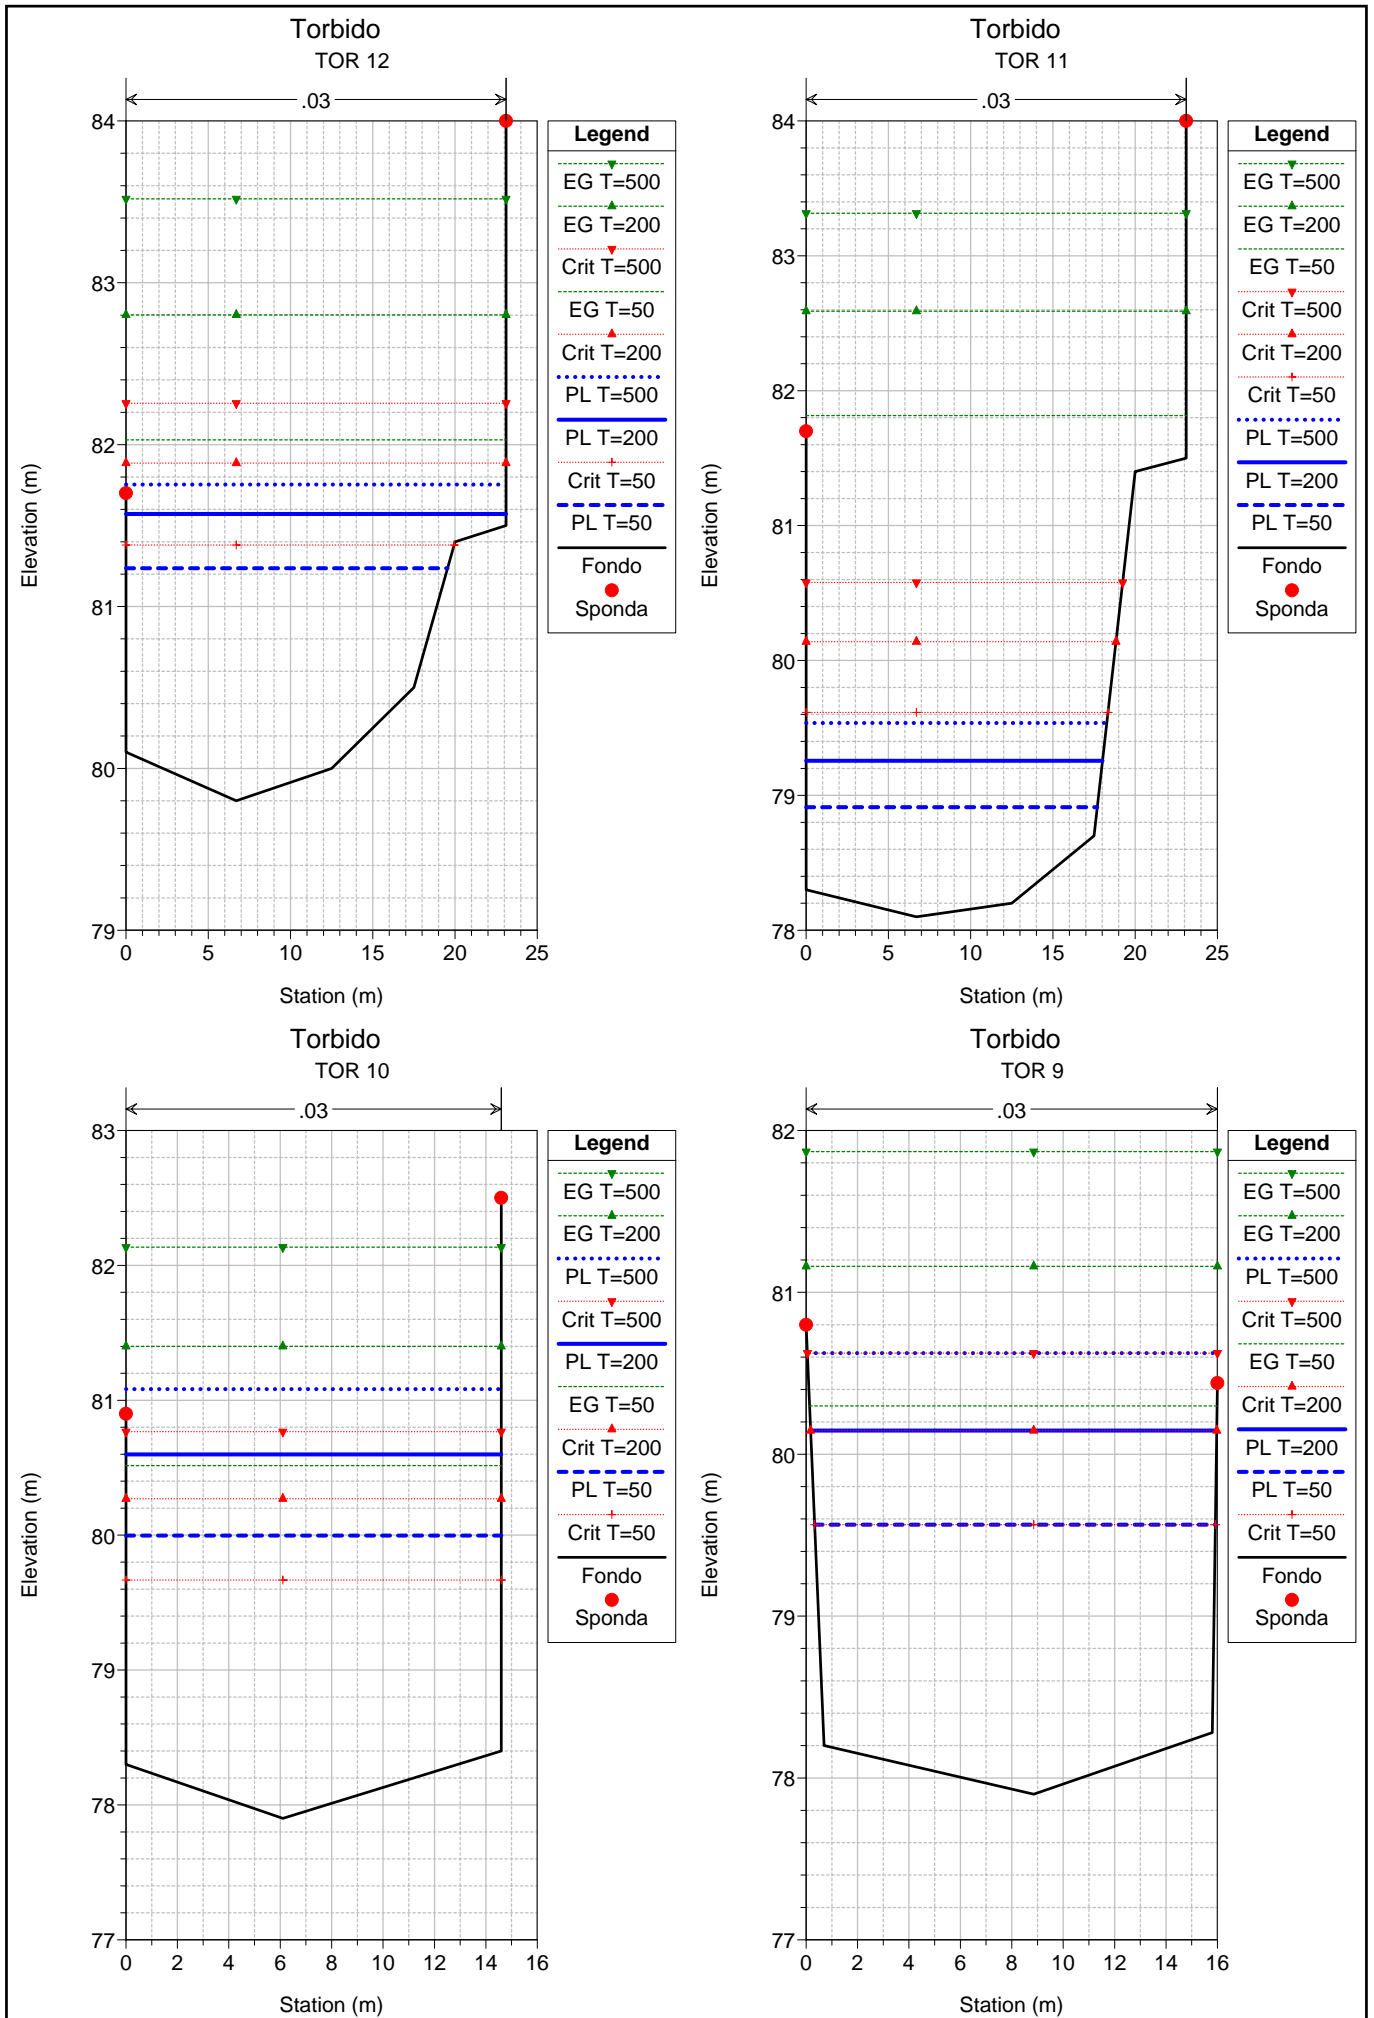 Torbido
TOR 12
.03
84
83
82
81
80
79
0 5 10 15 20 25
Elevation (m)
Station (m)
Legend
EG T=500
EG T=200
Crit T=500
EG T=50
Crit T=200
PL T=500
PL T=200
Crit T=50
PL T=50
Fondo
Sponda
Torbido
TOR 11
.03
84
83
82
81
80
79
78
0 5 10 15 20 25
Elevation (m)
Station (m)
Legend
EG T=500
EG T=200
EG T=50
Crit T=500
Crit T=200
Crit T=50
PL T=500
PL T=200
PL T=50
Fondo
Sponda
Torbido
TOR 10
.03
83
82
81
80
79
78
77
0 2 4 6 8 10 12 14 16
Elevation (m)
Station (m)
Legend
EG T=500
EG T=200
PL T=500
Crit T=500
PL T=200
EG T=50
Crit T=200
PL T=50
Crit T=50
Fondo
Sponda
Torbido
TOR 9
.03
82
81
80
79
78
77
0 2 4 6 8 10 12 14 16
Elevation (m)
Station (m)
Legend
EG T=500
EG T=200
PL T=500
Crit T=500
EG T=50
Crit T=200
PL T=200
PL T=50
Crit T=50
Fondo
Sponda